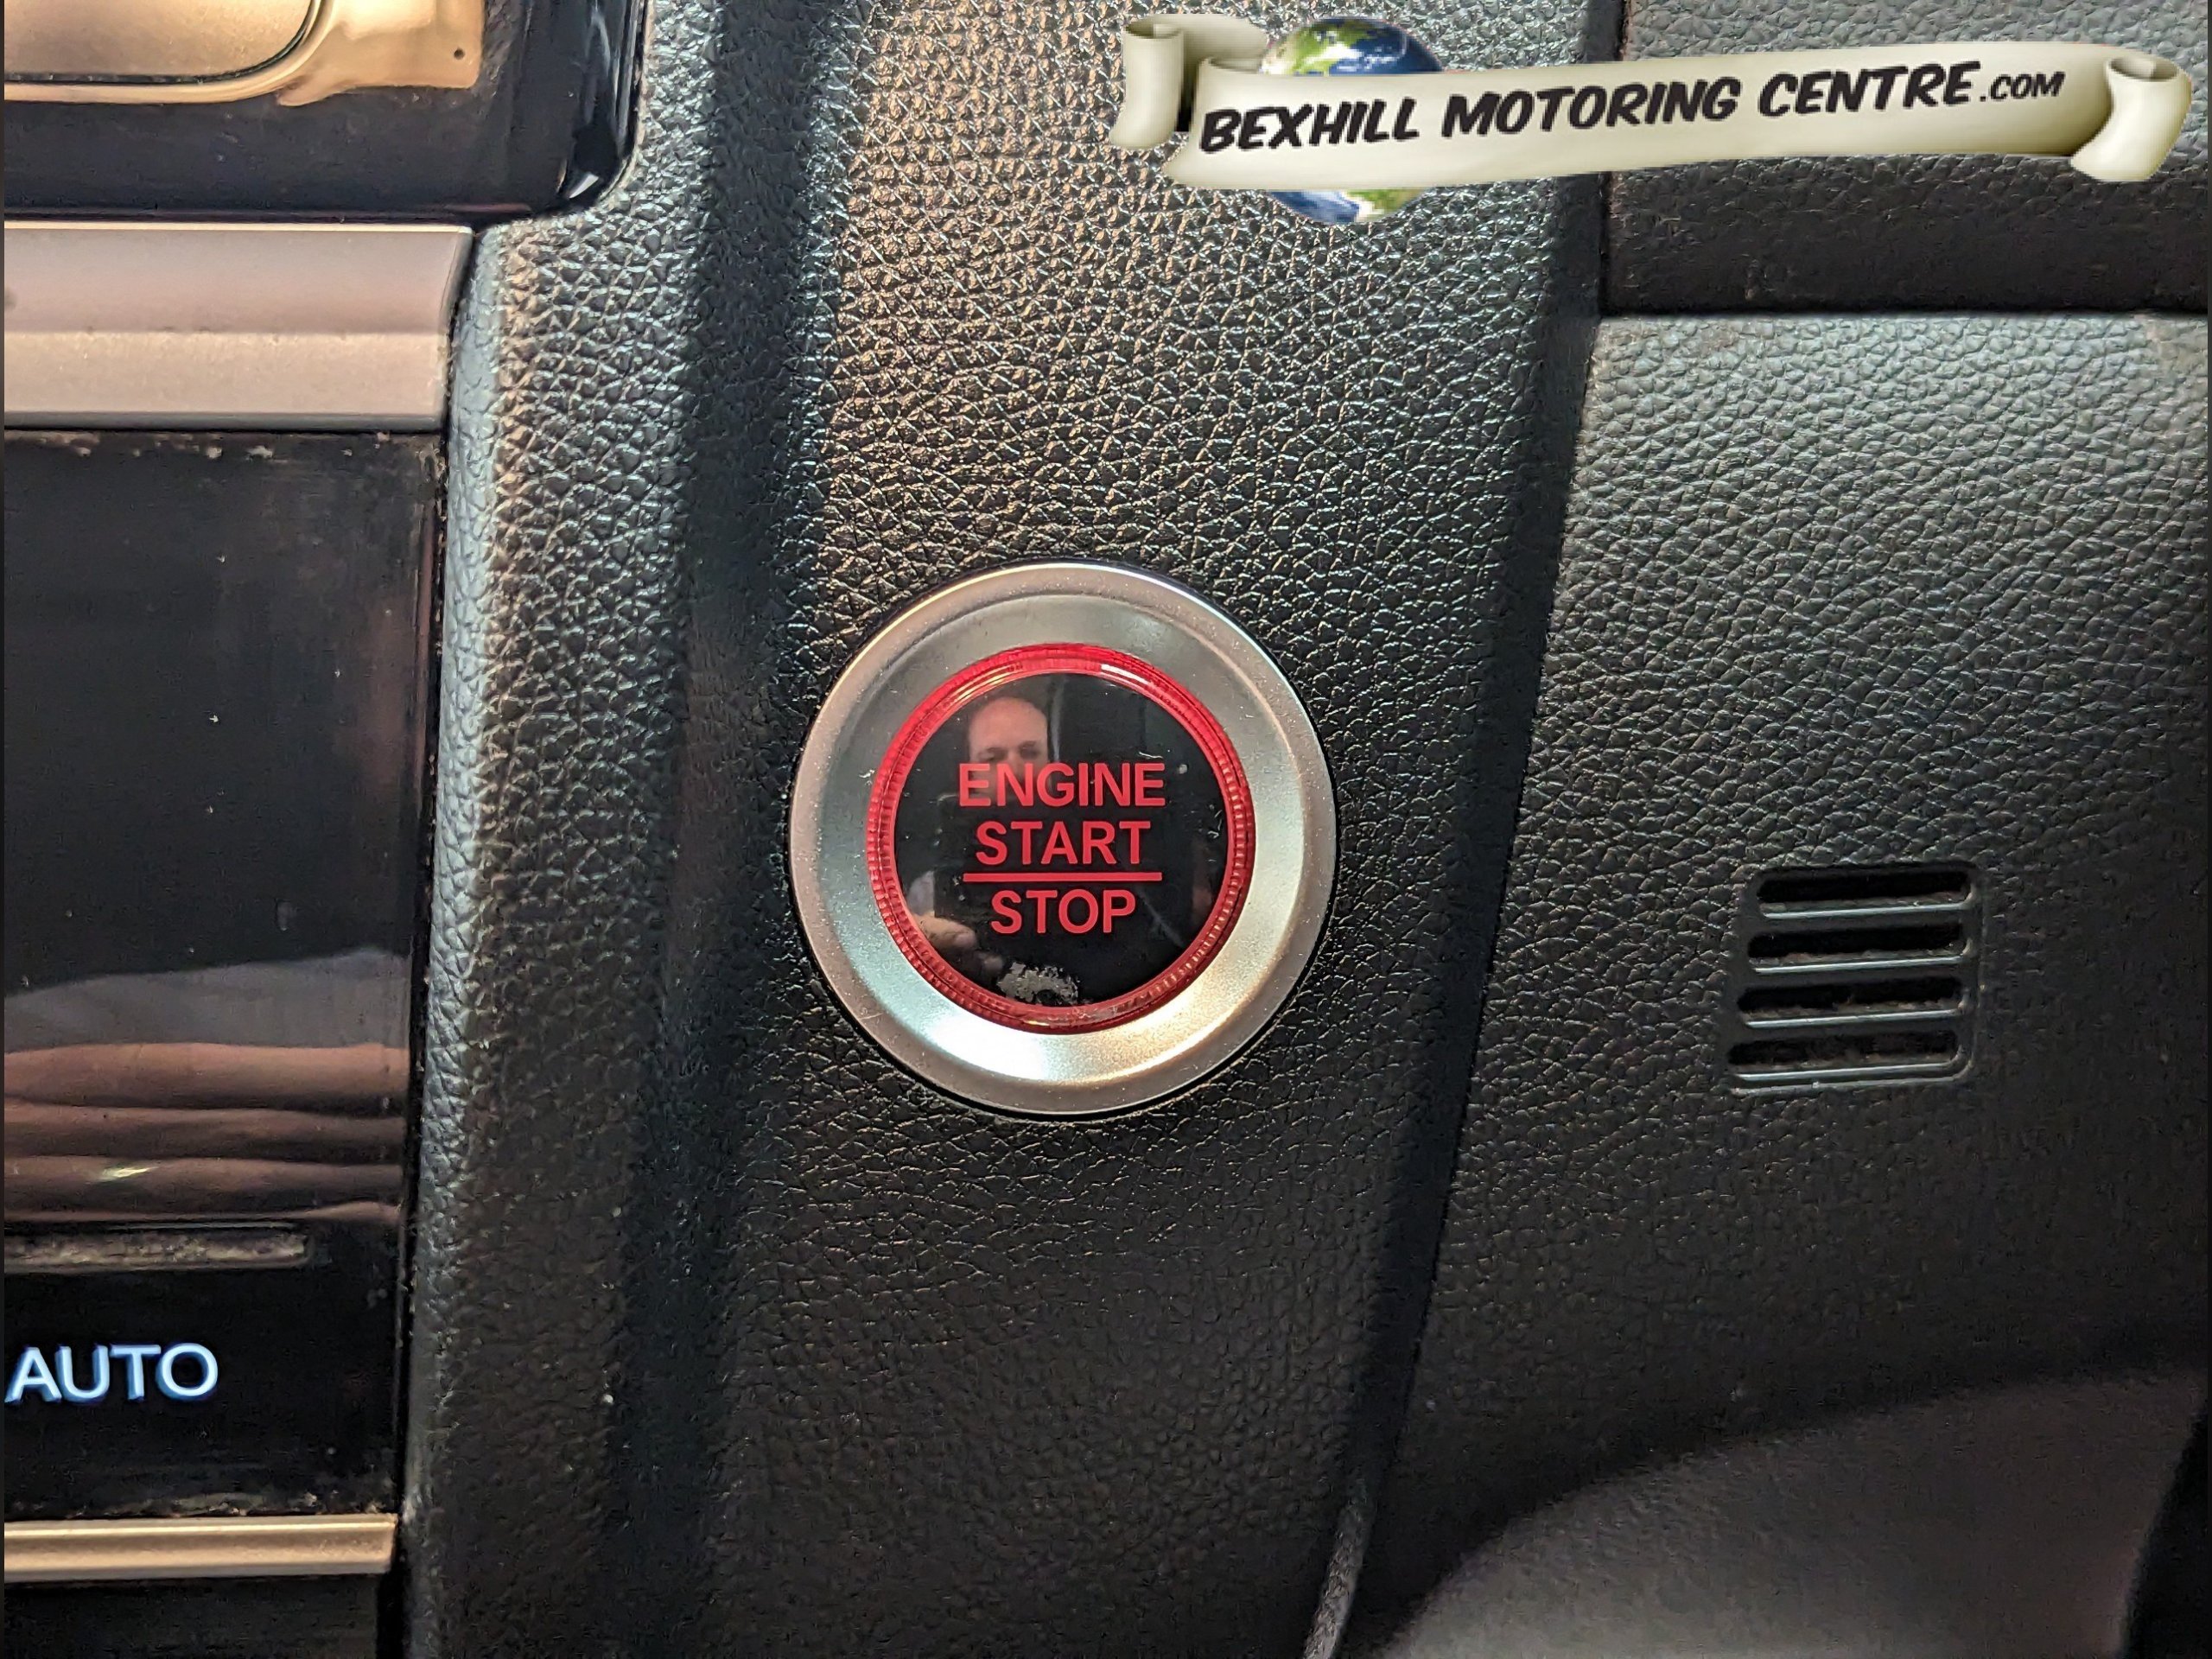 BEXHILL MOTORING CENTRE.COM
ENGINE
START
STOP
AUTO